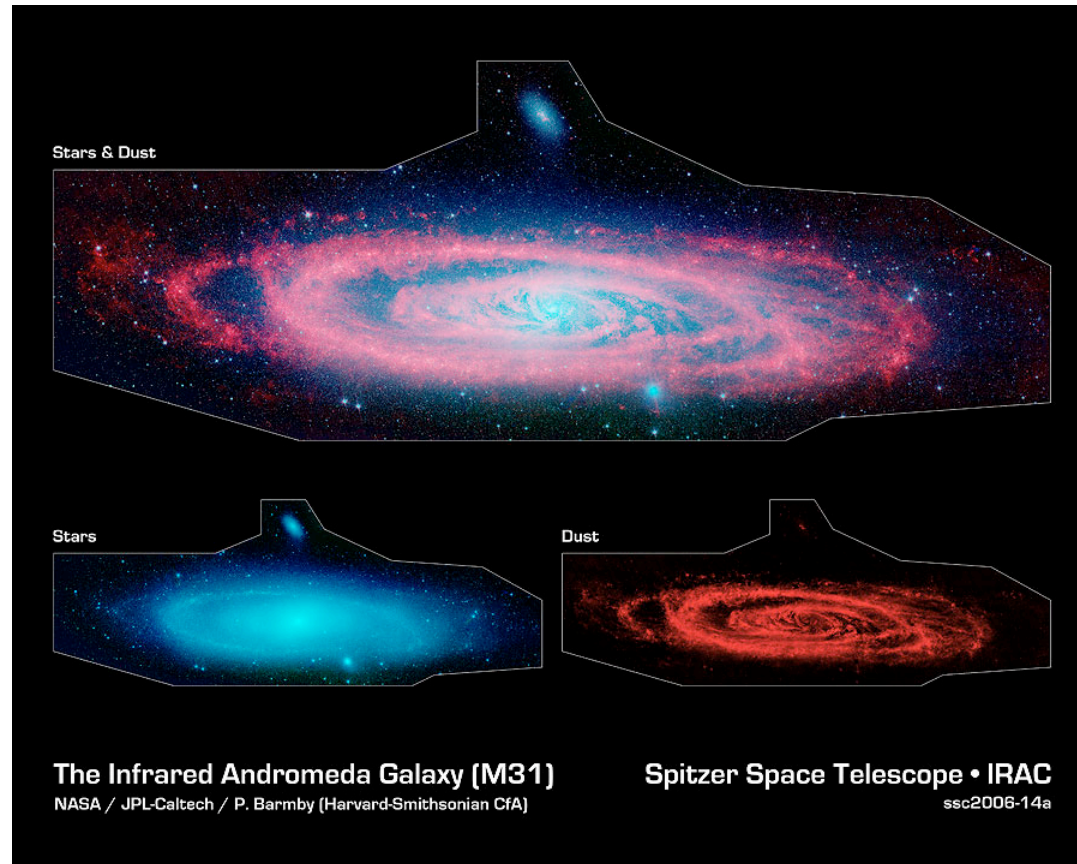 Stars & Dust
Stars
Dust
The Infrared Andromeda Galaxy (M31)
NASA / JPL-Caltech / P. Barmby (Harvard-Smithsonian CfA)
Spitzer Space Telescope • IRAC
ssc2006-14a